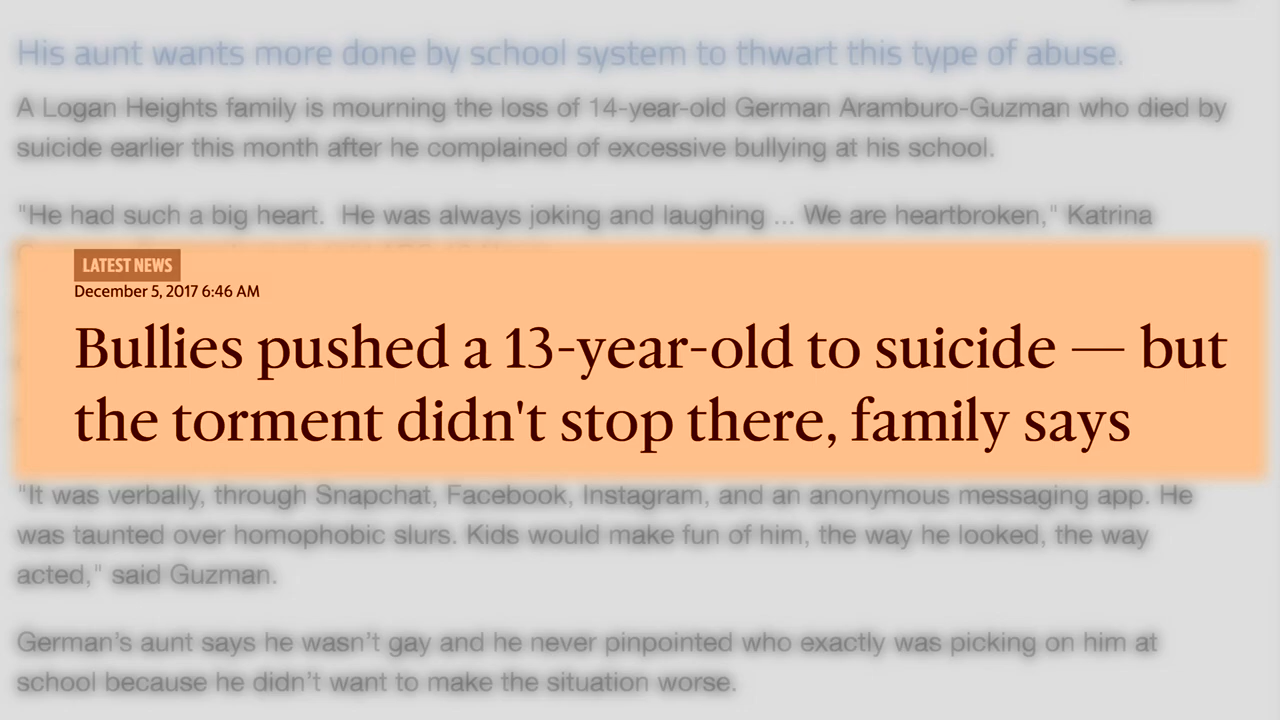 His aunt wants more done by school system to thwart this type of abuse.
A Logan Heights family is mourning the loss of 14-year-old German Aramburo-Guzman who died by
suicide earlier this month after he complained of excessive bullying at his school.
"He had such a big heart. He was always joking and laughing ... We are heartbroken," Katrina
LATEST NEWS
December 5, 2017 6:46 AM
Bullies pushed a 13-year-old to suicide — but
the torment didn't stop there, family says
"It was verbally, through Snapchat, Facebook, Instagram, and an anonymous messaging app. He
was taunted over homophobic slurs. Kids would make fun of him, the way he looked, the way
acted," said Guzman.
German’s aunt says he wasn’t gay and he never pinpointed who exactly was picking on him at
school because he didn’t want to make the situation worse.